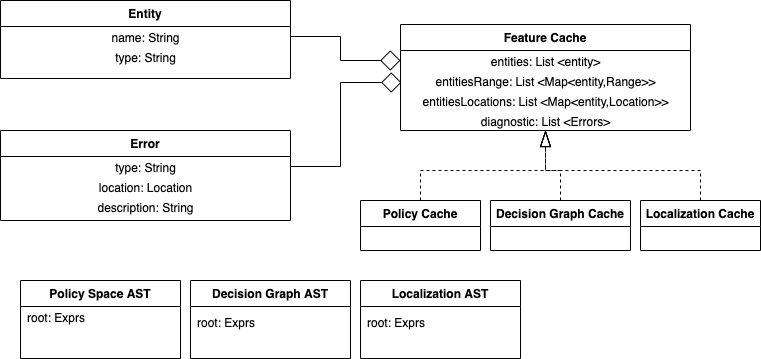 Entity
name: String
type: String
Feature Cache
entities: List <entity>
entitiesRange: List <Map<entity,Range>>
entitiesLocations: List <Map<entity,Location>>
diagnostic: List <Errors>
Error
type: String
location: Location
description: String
Policy Cache
Decision Graph Cache
Localization Cache
Policy Space AST
root: Exprs
Decision Graph AST
root: Exprs
Localization AST
root: Exprs